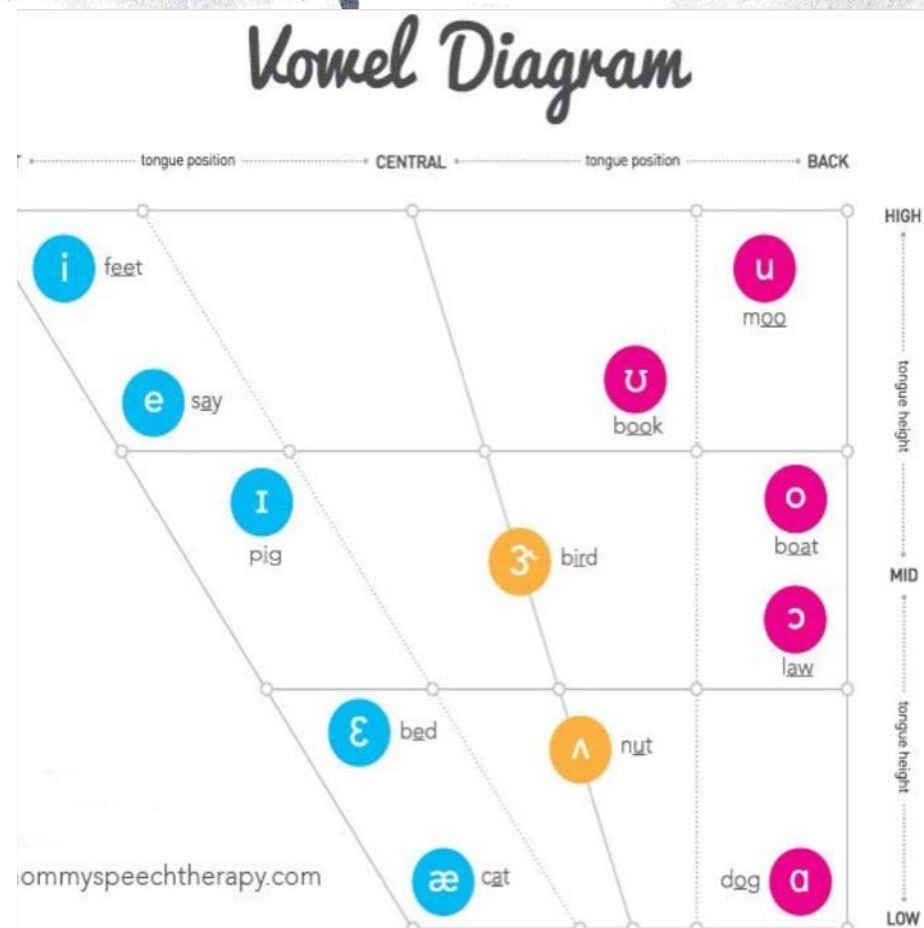 Vowel Diagram
T tongue position CENTRAL tongue position BACK
HIGH
i feet
u
moo
ʊ
book
e say
tongue height
ɪ
pig
o
boat
ɝ bird
MID
ɔ
law
ɛ bed
ʌ nut
tongue height
æ cat
dog ɑ
ommyspeechtherapy.com
LOW